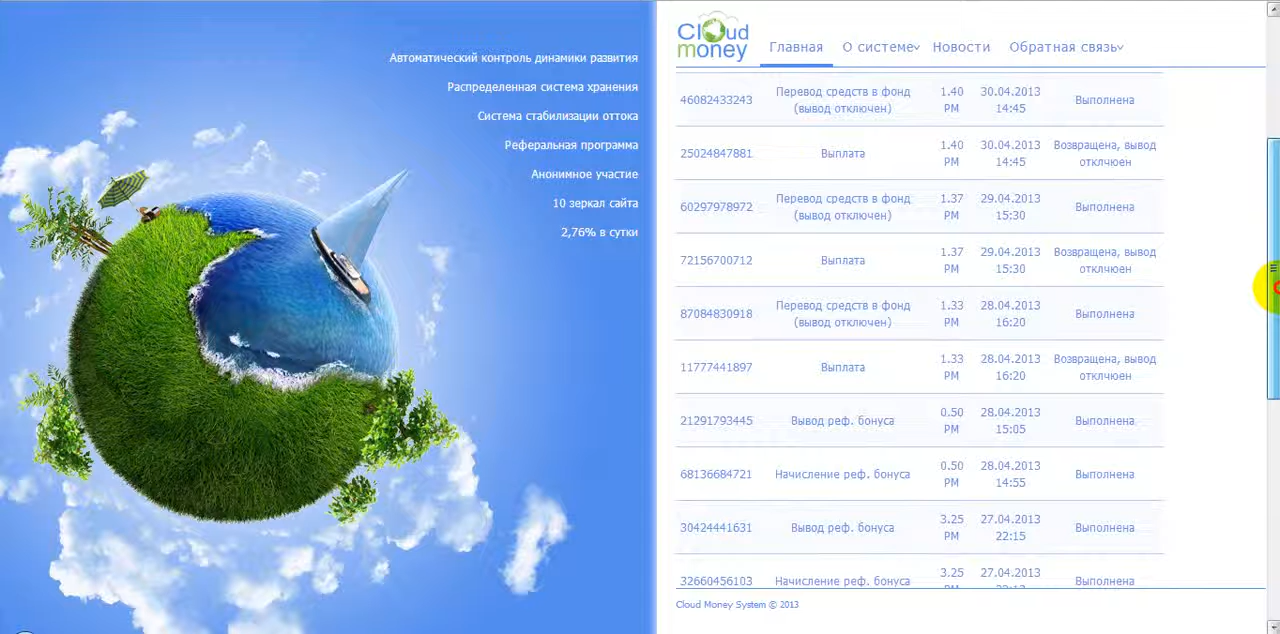 Автоматический контроль динамики развития
Распределенная система хранения
Система стабилизации оттока
Реферальная программа
Анонимное участие
10 зеркал сайта
2,76% в сутки
Cloud
money
Главная О системе Новости Обратная связь
46082433243 Перевод средств в фонд (вывод отключен) 1.40 PM 30.04.2013 14:45 Выполнена
25024847881 Выплата 1.40 PM 30.04.2013 14:45 Возвращена, вывод отклчюен
60297978972 Перевод средств в фонд (вывод отключен) 1.37 PM 29.04.2013 15:30 Выполнена
72156700712 Выплата 1.37 PM 29.04.2013 15:30 Возвращена, вывод отклчюен
87084830918 Перевод средств в фонд (вывод отключен) 1.33 PM 28.04.2013 16:20 Выполнена
11777441897 Выплата 1.33 PM 28.04.2013 16:20 Возвращена, вывод отклчюен
21291793445 Вывод реф. бонуса 0.50 PM 28.04.2013 15:05 Выполнена
68136684721 Начисление реф. бонуса 0.50 PM 28.04.2013 14:55 Выполнена
30424441631 Вывод реф. бонуса 3.25 PM 27.04.2013 22:15 Выполнена
32660456103 Начисление реф. бонуса 3.25 PM 27.04.2013 Выполнена
Cloud Money System © 2013